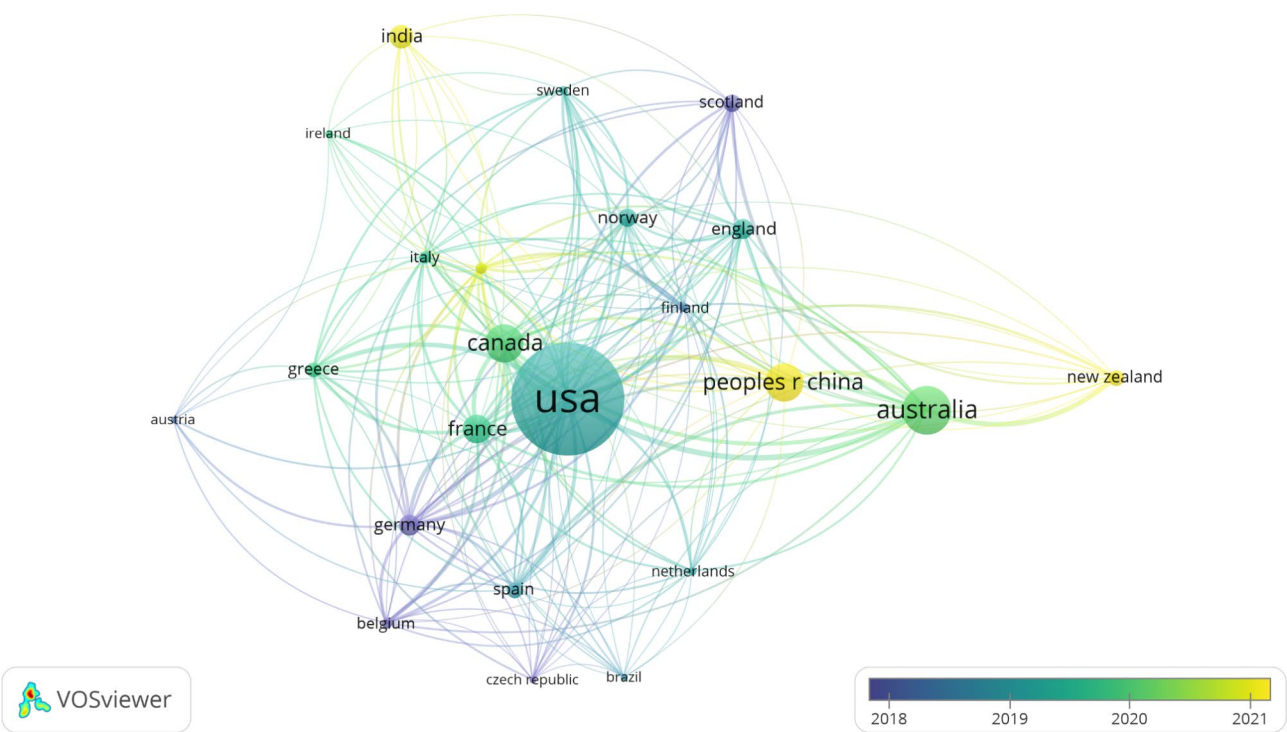 india
sweden
scotland
ireland
norway
england
italy
finland
canada
greece
peoples r china
new zealand
usa
australia
austria
france
germany
netherlands
spain
belgium
czech republic
brazil
VOSviewer
2018 2019 2020 2021